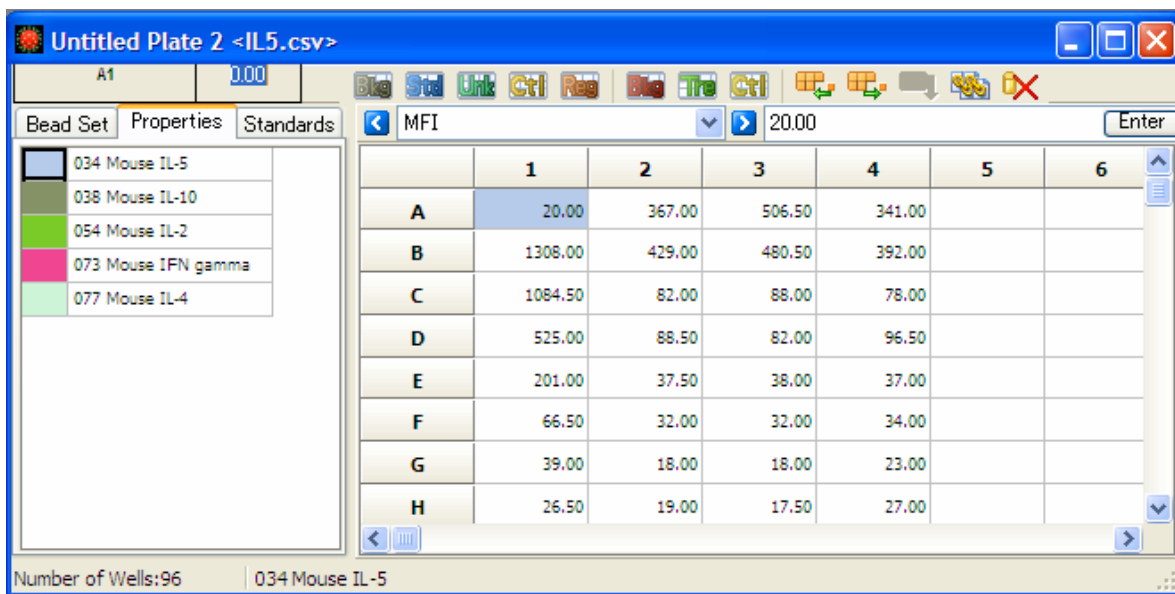 Untitled Plate 2 <IL5.csv>
A1 0.00 Blg Std Unk Ctl Reg Blg Tre Ctl
Bead Set Properties Standards MFI 20.00 Enter
034 Mouse IL-5
038 Mouse IL-10
054 Mouse IL-2
073 Mouse IFN gamma
077 Mouse IL-4
1 2 3 4 5 6
A 20.00 367.00 506.50 341.00
B 1308.00 429.00 480.50 392.00
C 1084.50 82.00 88.00 78.00
D 525.00 88.50 82.00 96.50
E 201.00 37.50 38.00 37.00
F 66.50 32.00 32.00 34.00
G 39.00 18.00 18.00 23.00
H 26.50 19.00 17.50 27.00
Number of Wells:96 034 Mouse IL-5